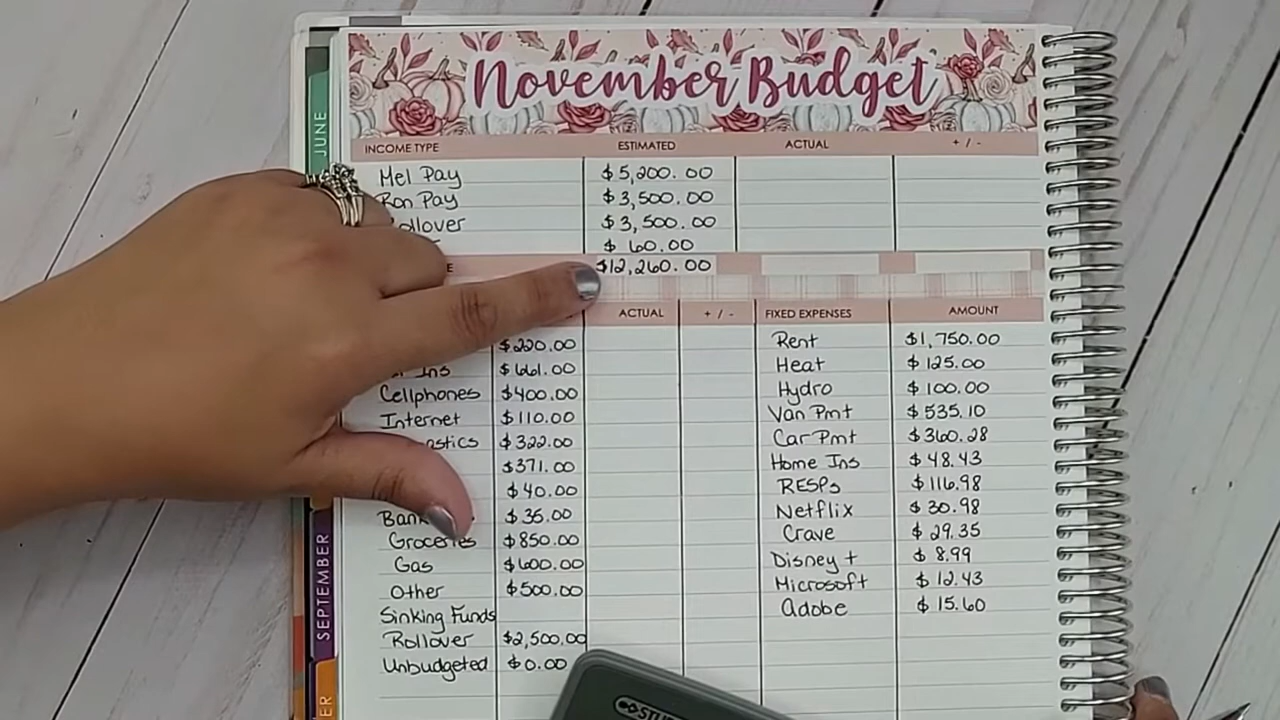 November Budget
INCOME TYPE ESTIMATED ACTUAL + / -
Mel Pay $5,200.00
Ron Pay $3,500.00
Rollover $3,500.00
$60.00
$12,260.00
ACTUAL + / - FIXED EXPENSES AMOUNT
$220.00 Rent $1,750.00
Ins $661.00 Heat $125.00
Cellphones $400.00 Hydro $100.00
Internet $110.00 Van Pmt $535.10
$322.00 Car Pmt $360.28
$371.00 Home Ins $48.43
$40.00 RESPs $116.98
Bank $35.00 Netflix $30.98
Groceries $850.00 Crave $29.35
Gas $600.00 Disney + $8.99
Other $500.00 Microsoft $12.43
Sinking Funds Adobe $15.60
Rollover $2,500.00
Unbudgeted $0.00
JUNE
SEPTEMBER